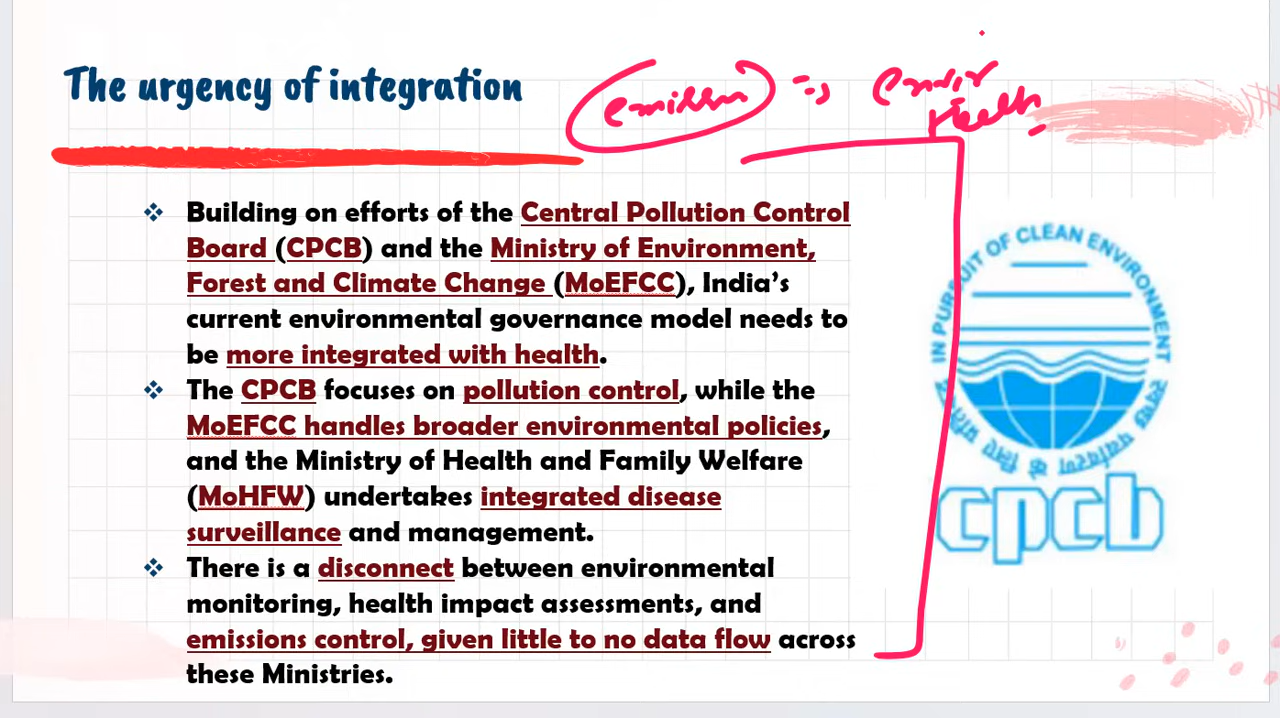 The urgency of integration
❖ Building on efforts of the Central Pollution Control
Board (CPCB) and the Ministry of Environment,
Forest and Climate Change (MoEFCC), India’s
current environmental governance model needs to
be more integrated with health.
❖ The CPCB focuses on pollution control, while the
MoEFCC handles broader environmental policies,
and the Ministry of Health and Family Welfare
(MoHFW) undertakes integrated disease
surveillance and management.
❖ There is a disconnect between environmental
monitoring, health impact assessments, and
emissions control, given little to no data flow across
these Ministries.
Health
IN PURSUIT OF CLEAN ENVIRONMENT
cpcb